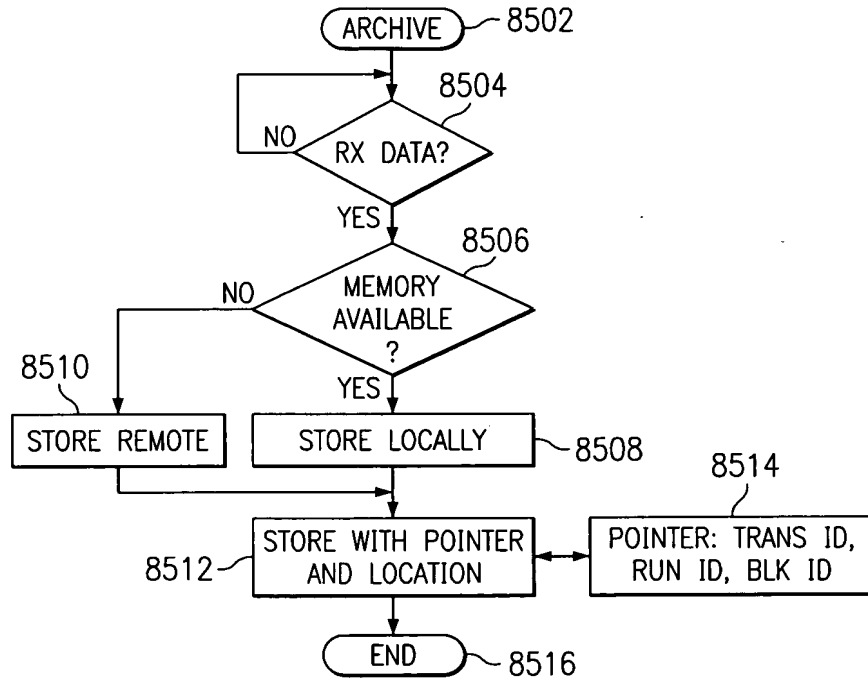 ARCHIVE
8502
8504
NO
RX DATA?
YES
8506
NO
MEMORY
AVAILABLE
?
8510
YES
STORE REMOTE
STORE LOCALLY
8508
8514
STORE WITH POINTER
AND LOCATION
8512
POINTER: TRANS ID,
RUN ID, BLK ID
END
8516